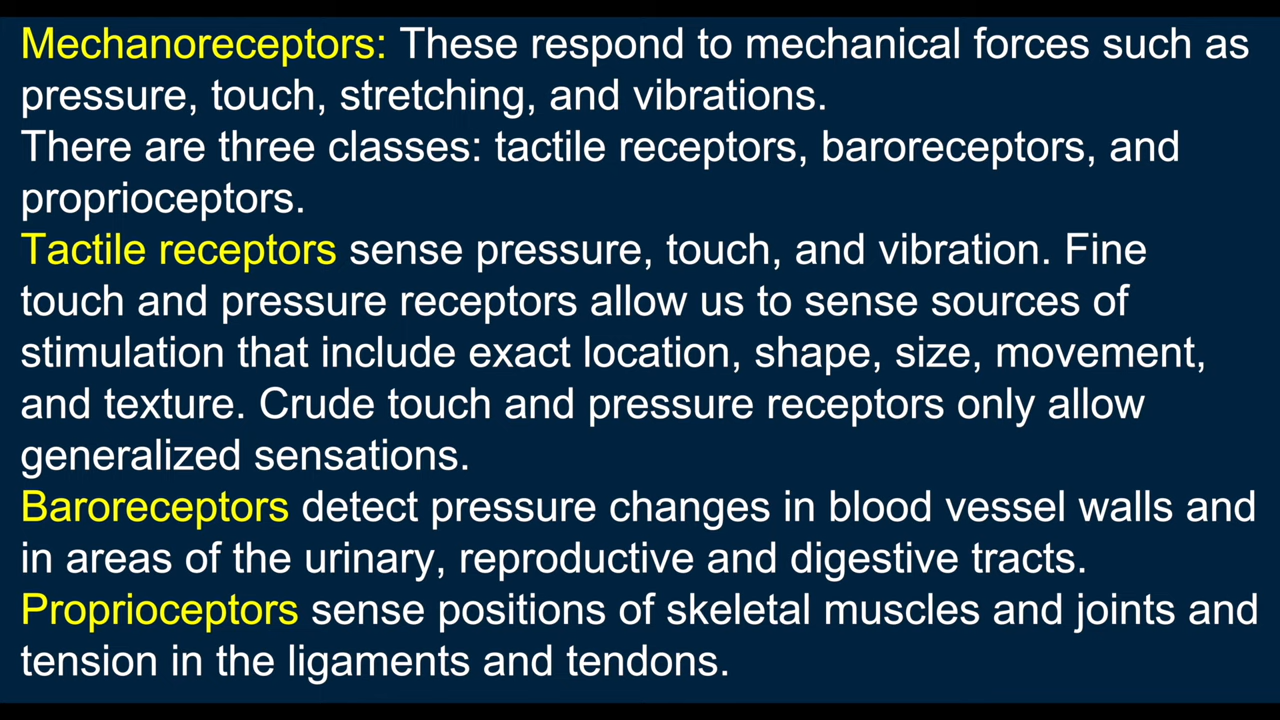 Mechanoreceptors: These respond to mechanical forces such as
pressure, touch, stretching, and vibrations.
There are three classes: tactile receptors, baroreceptors, and
proprioceptors.
Tactile receptors sense pressure, touch, and vibration. Fine
touch and pressure receptors allow us to sense sources of
stimulation that include exact location, shape, size, movement,
and texture. Crude touch and pressure receptors only allow
generalized sensations.
Baroreceptors detect pressure changes in blood vessel walls and
in areas of the urinary, reproductive and digestive tracts.
Proprioceptors sense positions of skeletal muscles and joints and
tension in the ligaments and tendons.